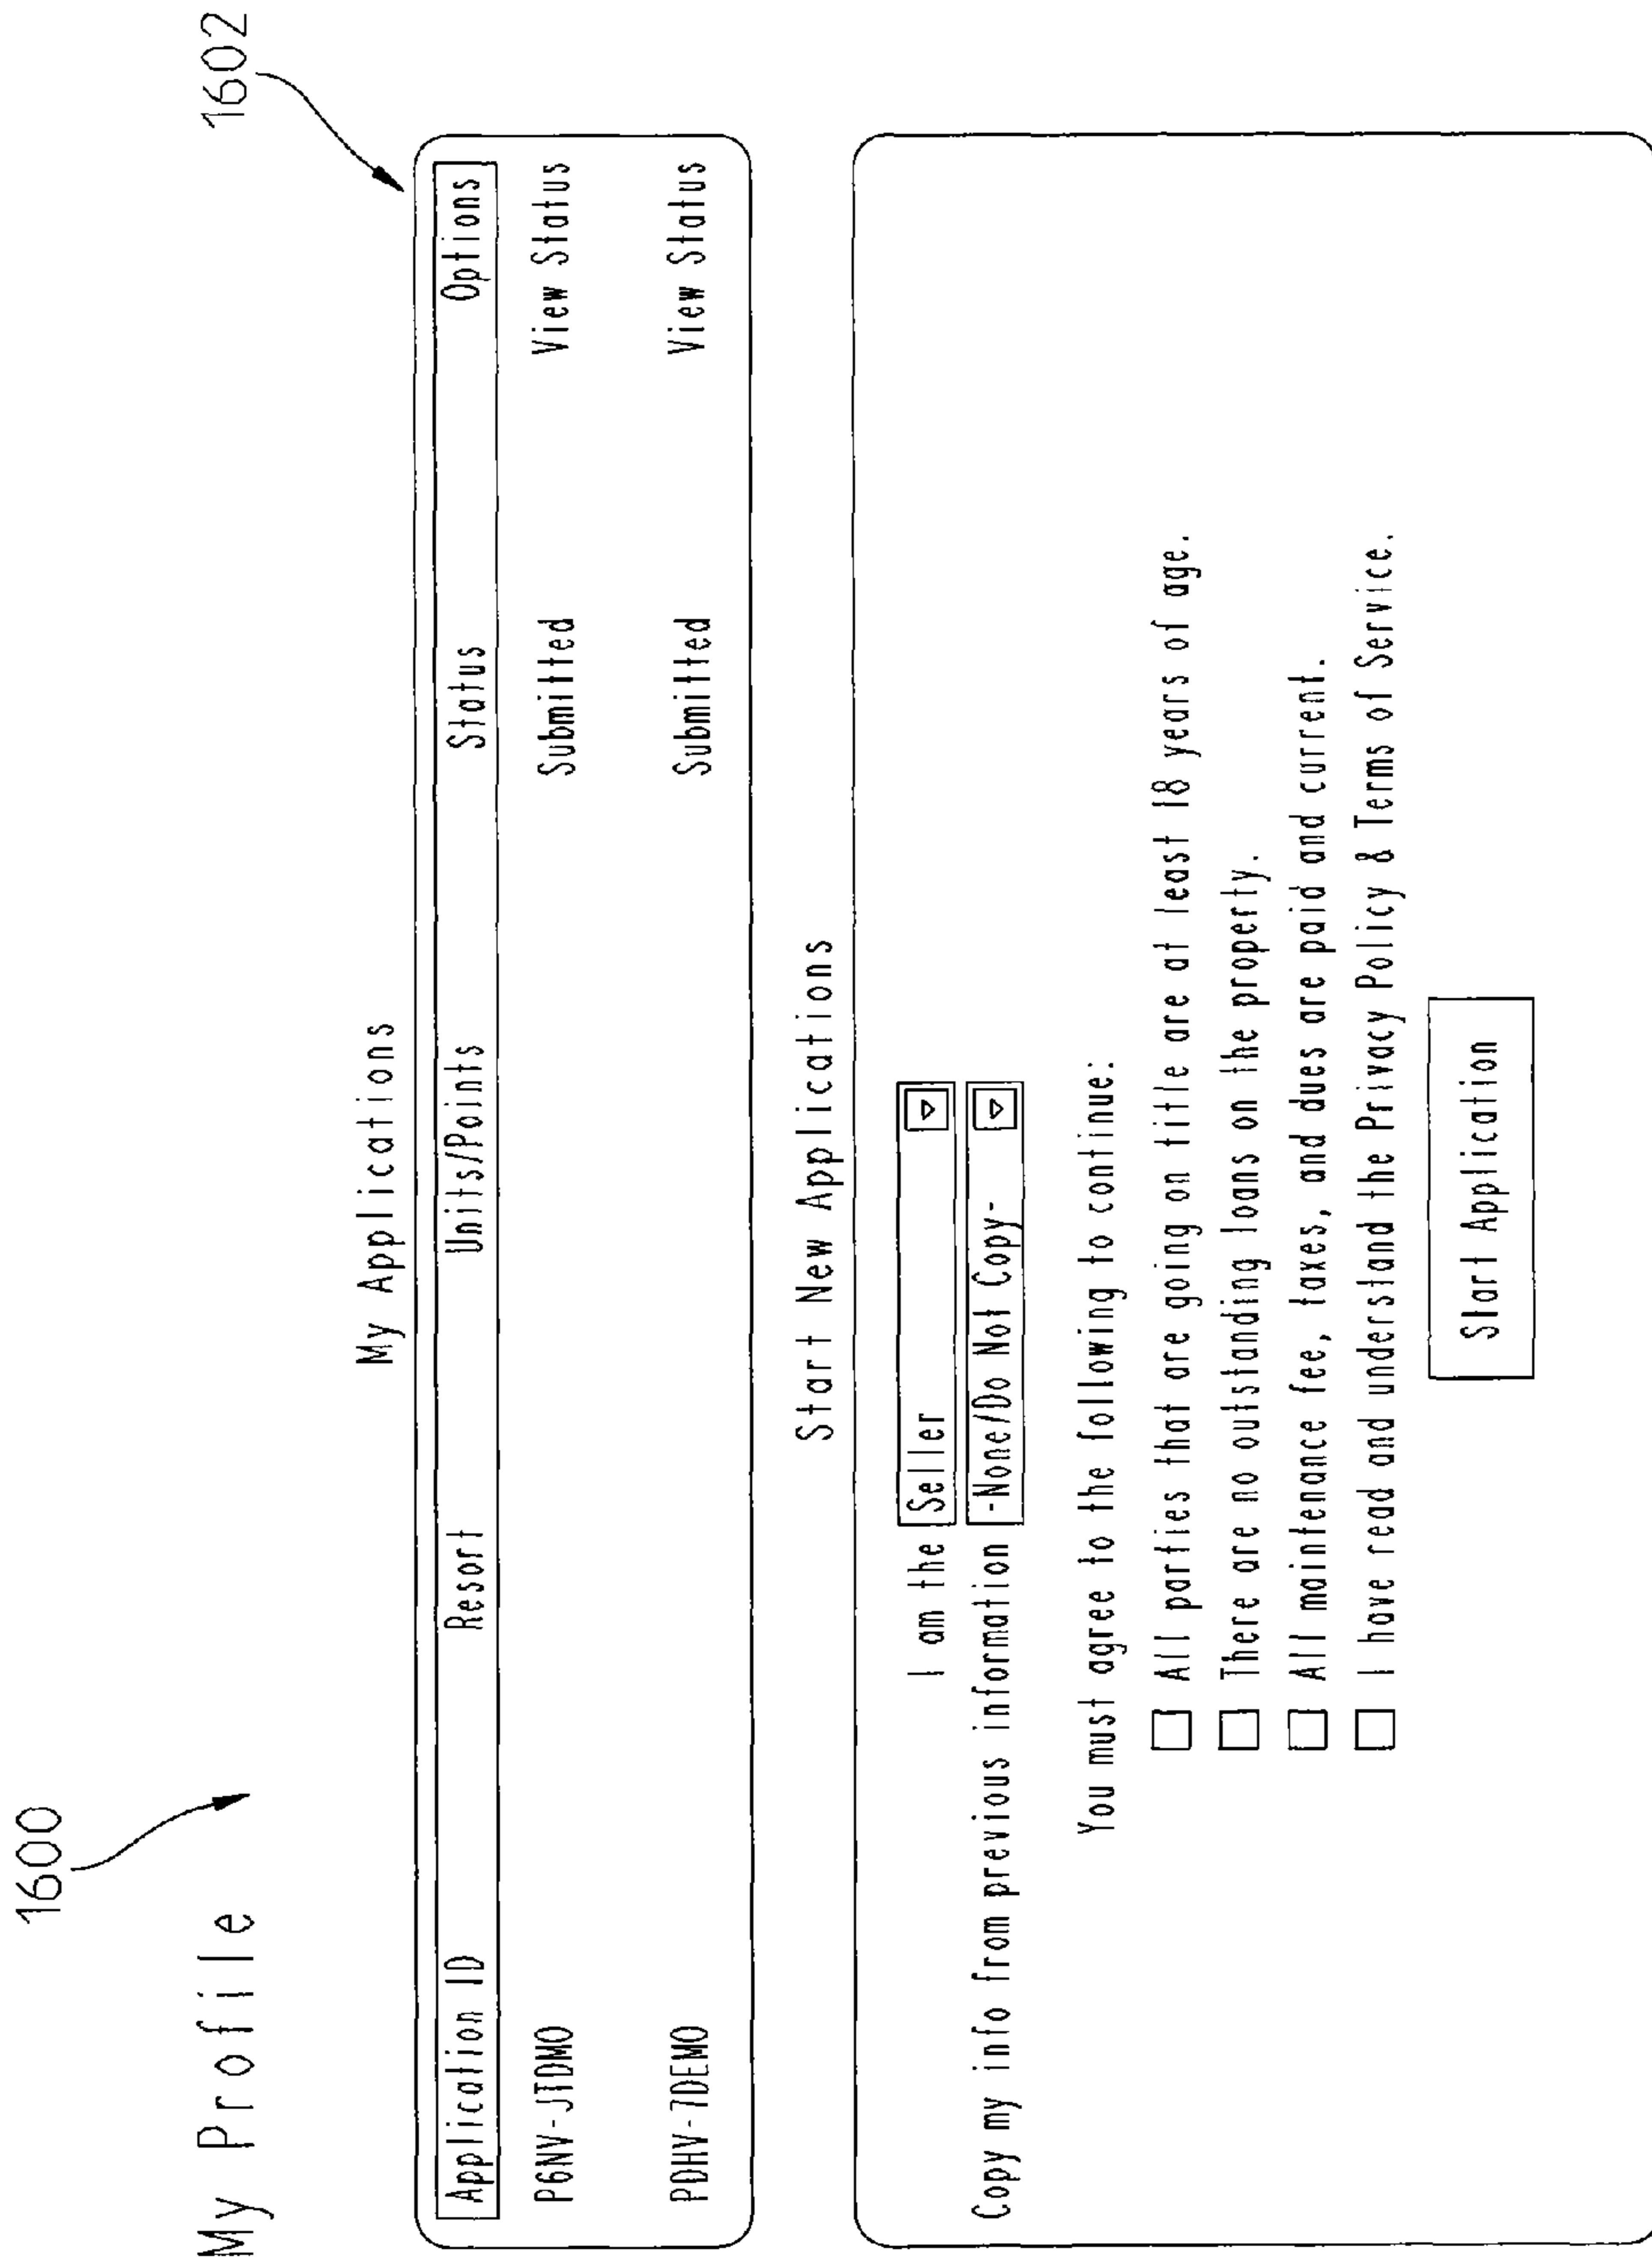 1600
My Profile
1602
My Applications
Application ID Resort Units/Points Status Options
P6NV-JTDMO Submitted View Status
PDHV-7DEMO Submitted View Status
Start New Applications
I am the Seller
Copy my info from previous information -None/Do Not Copy-
You must agree to the following to continue:
All parties that are going on title are at least 18 years of age.
There are no outstanding loans on the property.
All maintenance fee, taxes, and dues are paid and current.
I have read and understand the Privacy Policy & Terms of Service.
Start Application